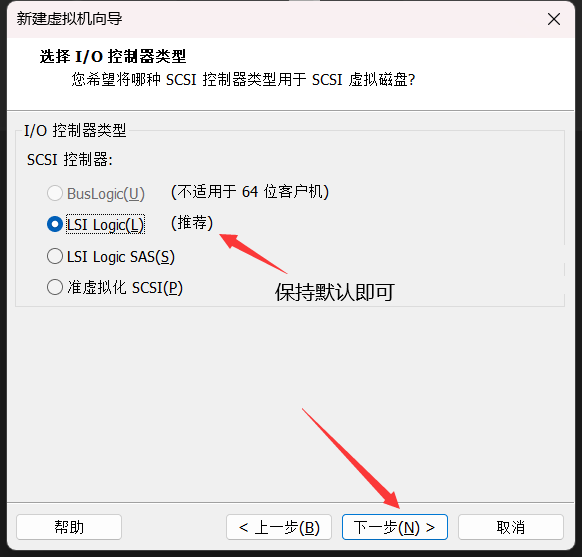 新建虚拟机向导
选择 I/O 控制器类型
您希望将哪种 SCSI 控制器类型用于 SCSI 虚拟磁盘?
I/O 控制器类型
SCSI 控制器:
BusLogic(U) (不适用于 64 位客户机)
LSI Logic(L) (推荐)
LSI Logic SAS(S)
准虚拟化 SCSI(P)
保持默认即可
帮助 < 上一步(B) 下一步(N) > 取消